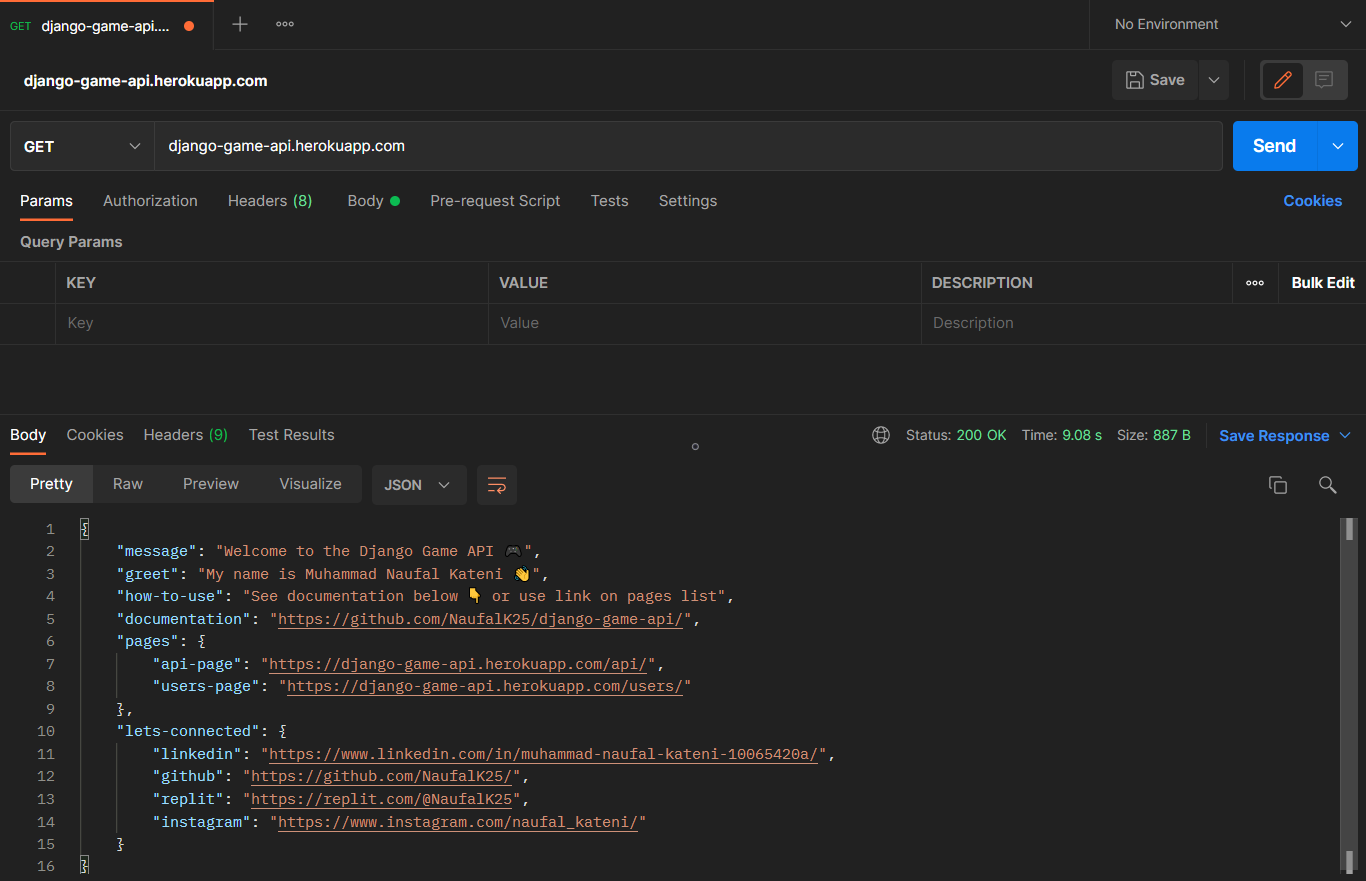 GET django-game-api.... No Environment
django-game-api.herokuapp.com Save
GET django-game-api.herokuapp.com Send
Params Authorization Headers (8) Body Pre-request Script Tests Settings Cookies
Query Params
KEY VALUE DESCRIPTION Bulk Edit
Key Value Description
Body Cookies Headers (9) Test Results Status: 200 OK Time: 9.08 s Size: 887 B Save Response
Pretty Raw Preview Visualize JSON
1 {
2 "message": "Welcome to the Django Game API 🎮",
3 "greet": "My name is Muhammad Naufal Kateni 👋",
4 "how-to-use": "See documentation below 👇 or use link on pages list",
5 "documentation": "https://github.com/NaufalK25/django-game-api/",
6 "pages": {
7 "api-page": "https://django-game-api.herokuapp.com/api/",
8 "users-page": "https://django-game-api.herokuapp.com/users/"
9 },
10 "lets-connected": {
11 "linkedin": "https://www.linkedin.com/in/muhammad-naufal-kateni-10065420a/",
12 "github": "https://github.com/NaufalK25/",
13 "replit": "https://replit.com/@NaufalK25",
14 "instagram": "https://www.instagram.com/naufal_kateni/"
15 }
16 }